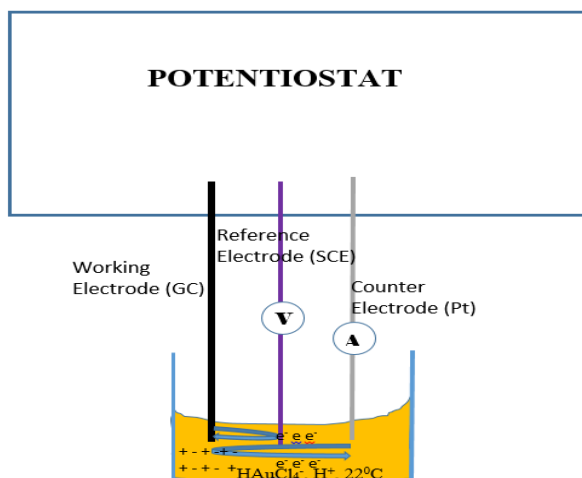 POTENTIOSTAT
Reference
Electrode (SCE)
Working
Electrode (GC)
Counter
Electrode (Pt)
V
A
e⁻ e e⁻
+ - + - + -
+ - + - +
e⁻ e⁻ e⁻
HAuCl₄⁻, H⁺, 22⁰C